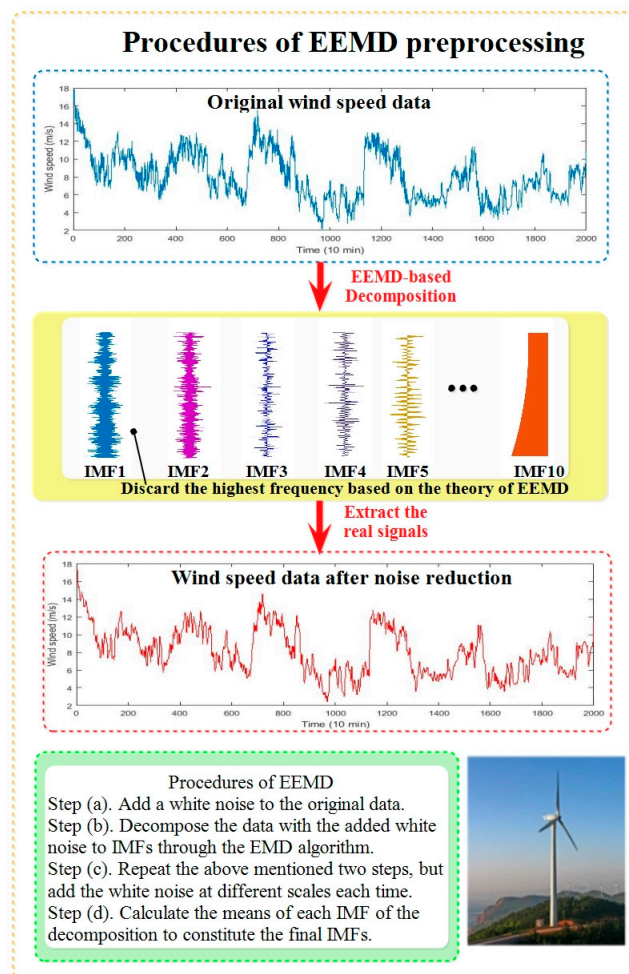 Procedures of EEMD preprocessing
Original wind speed data
Wind speed (m/s)
18
16
14
12
10
8
6
4
2
0 200 400 600 800 1000 1200 1400 1600 1800 2000
Time (10 min)
EEMD-based
Decomposition
IMF1 IMF2 IMF3 IMF4 IMF5 IMF10
Discard the highest frequency based on the theory of EEMD
Extract the
real signals
Wind speed data after noise reduction
Wind speed (m/s)
18
16
14
12
10
8
6
4
2
0 200 400 600 800 1000 1200 1400 1600 1800 2000
Time (10 min)
Procedures of EEMD
Step (a). Add a white noise to the original data.
Step (b). Decompose the data with the added white
noise to IMFs through the EMD algorithm.
Step (c). Repeat the above mentioned two steps, but
add the white noise at different scales each time.
Step (d). Calculate the means of each IMF of the
decomposition to constitute the final IMFs.